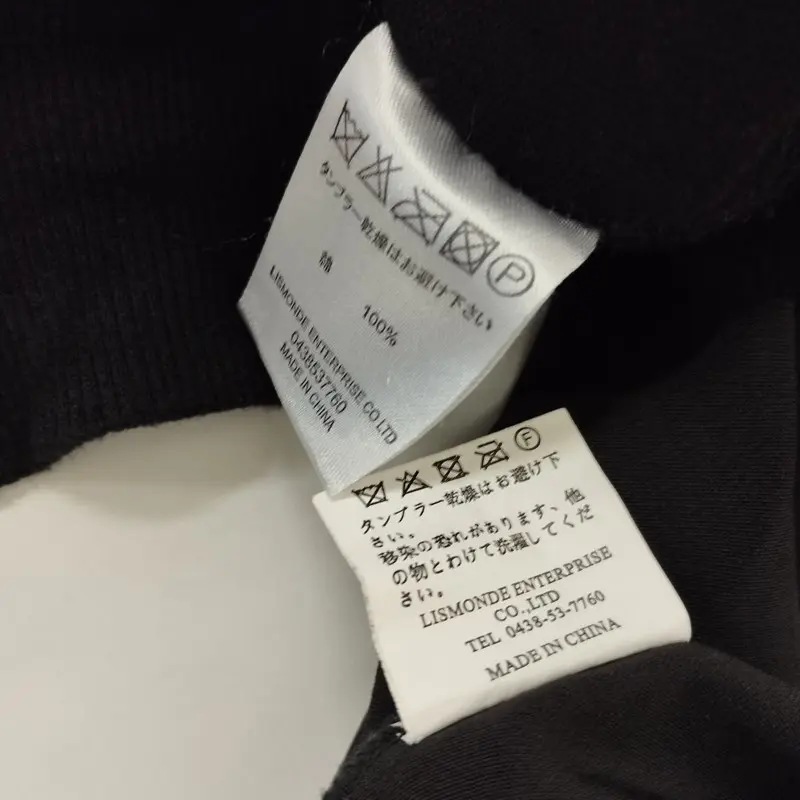 P
タンブラー乾燥はお避け下さい
綿 100%
LISMONDE ENTERPRISE CO LTD
0438537760
MADE IN CHINA
F
タンブラー乾燥はお避け下
さい。
移染の恐れがあります、他
の物とわけて洗濯してくだ
さい。
LISMONDE ENTERPRISE
CO.,LTD
TEL 0438-53-7760
MADE IN CHINA